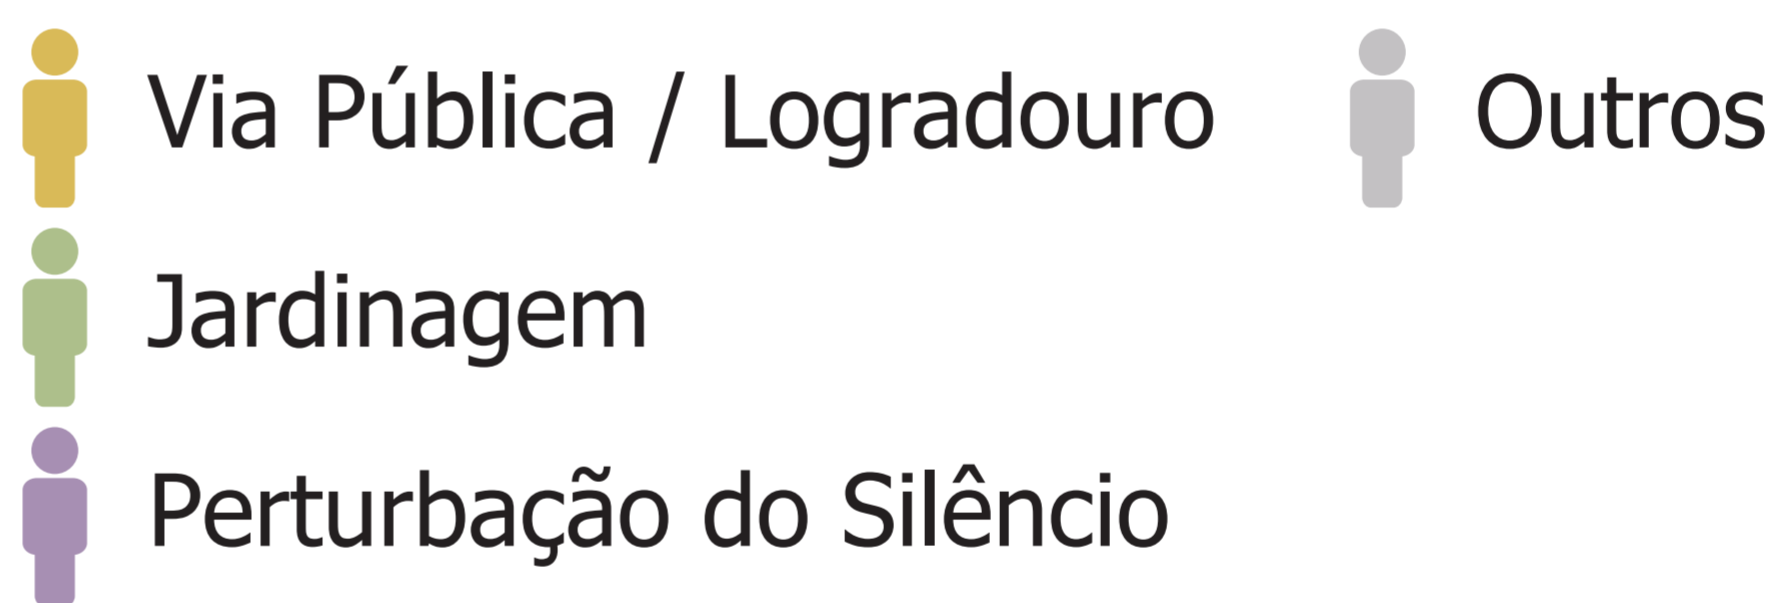 Via Pública / Logradouro
Outros
Jardinagem
Perturbação do Silêncio